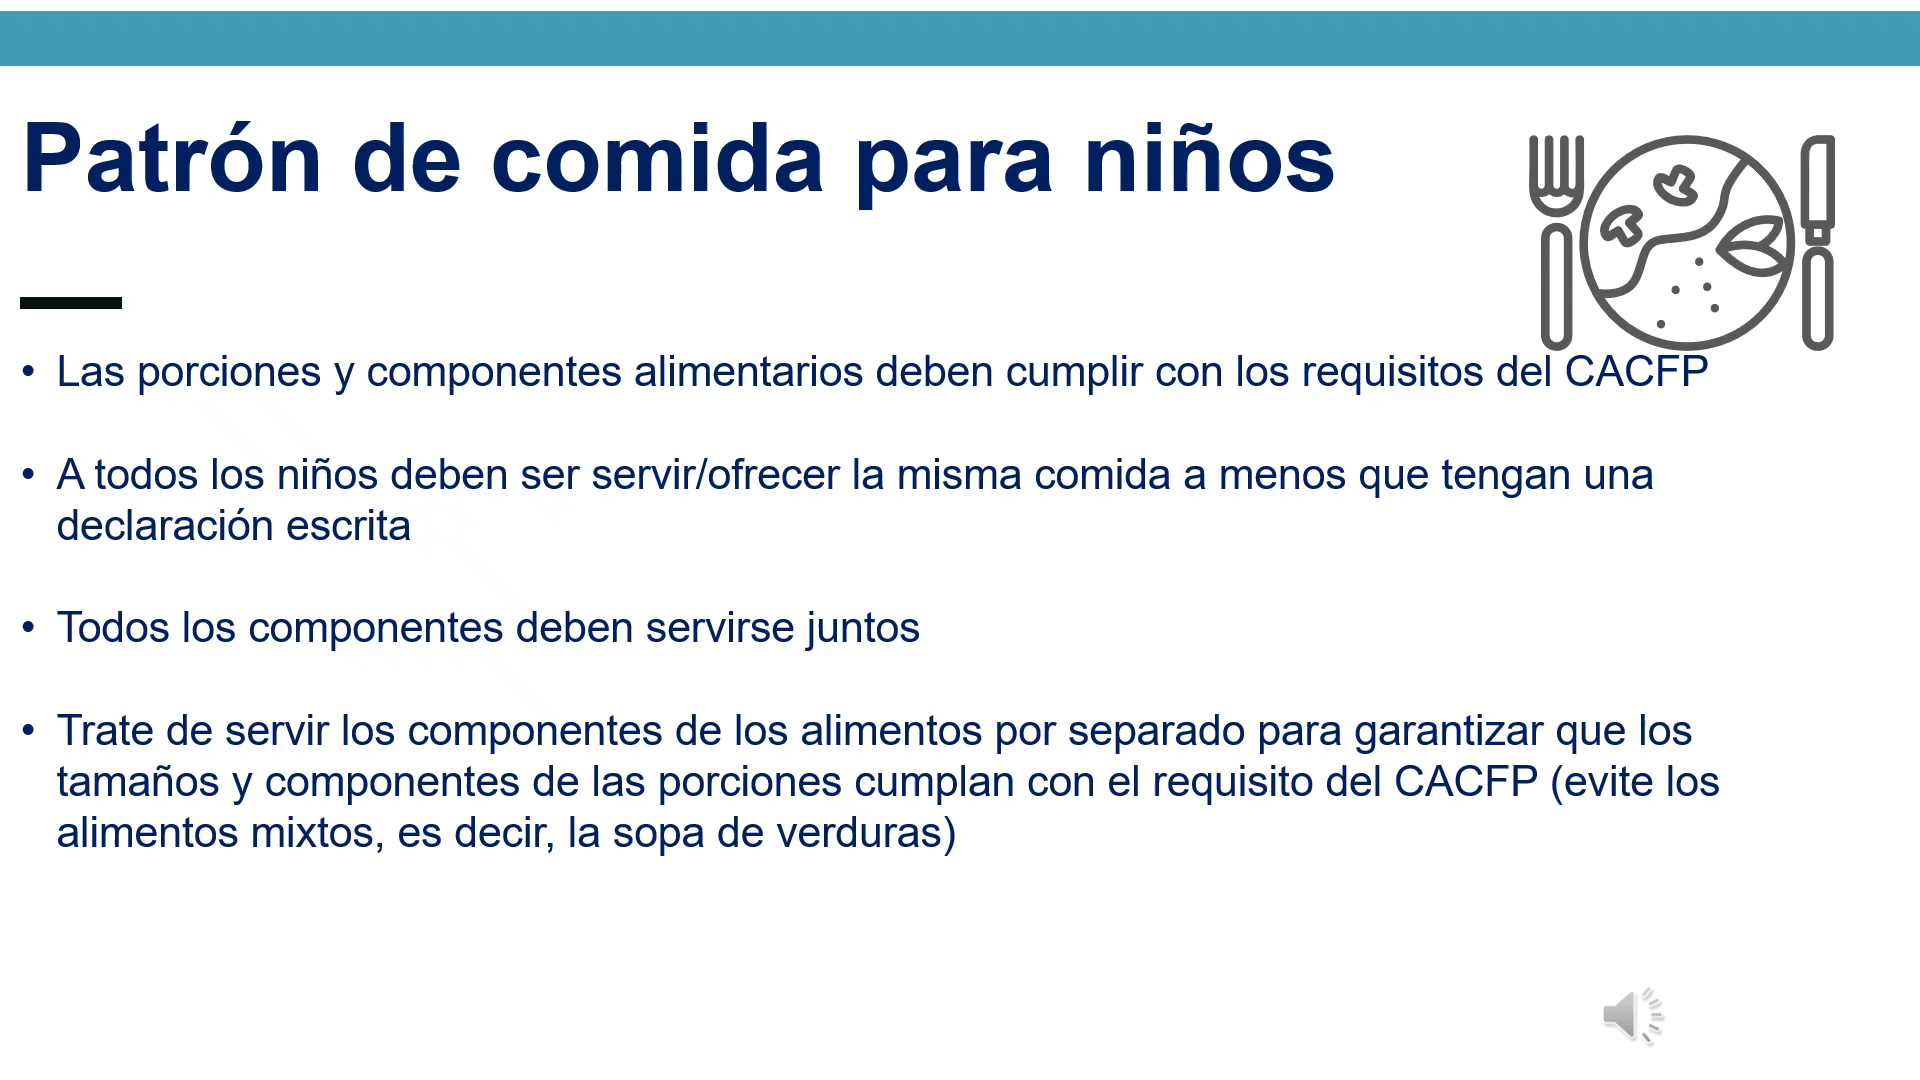 Patrón de comida para niños
• Las porciones y componentes alimentarios deben cumplir con los requisitos del CACFP
• A todos los niños deben ser servir/ofrecer la misma comida a menos que tengan una
declaración escrita
• Todos los componentes deben servirse juntos
• Trate de servir los componentes de los alimentos por separado para garantizar que los
tamaños y componentes de las porciones cumplan con el requisito del CACFP (evite los
alimentos mixtos, es decir, la sopa de verduras)